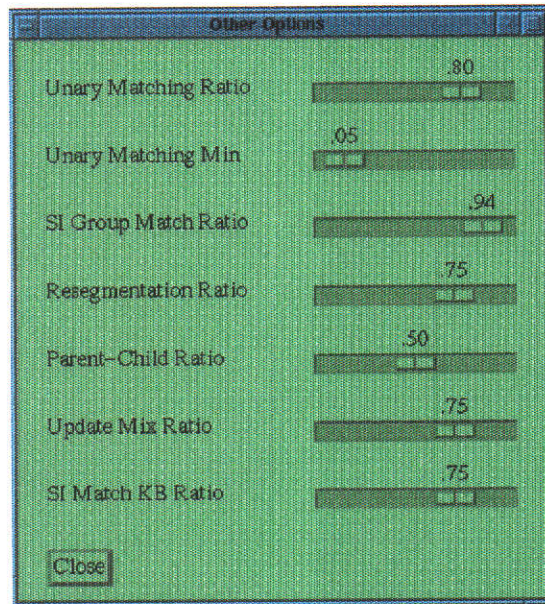 Other Options
Unary Matching Ratio .80
Unary Matching Min .05
SI Group Match Ratio .94
Resegmentation Ratio .75
Parent-Child Ratio .50
Update Mix Ratio .75
SI Match KB Ratio .75
Close